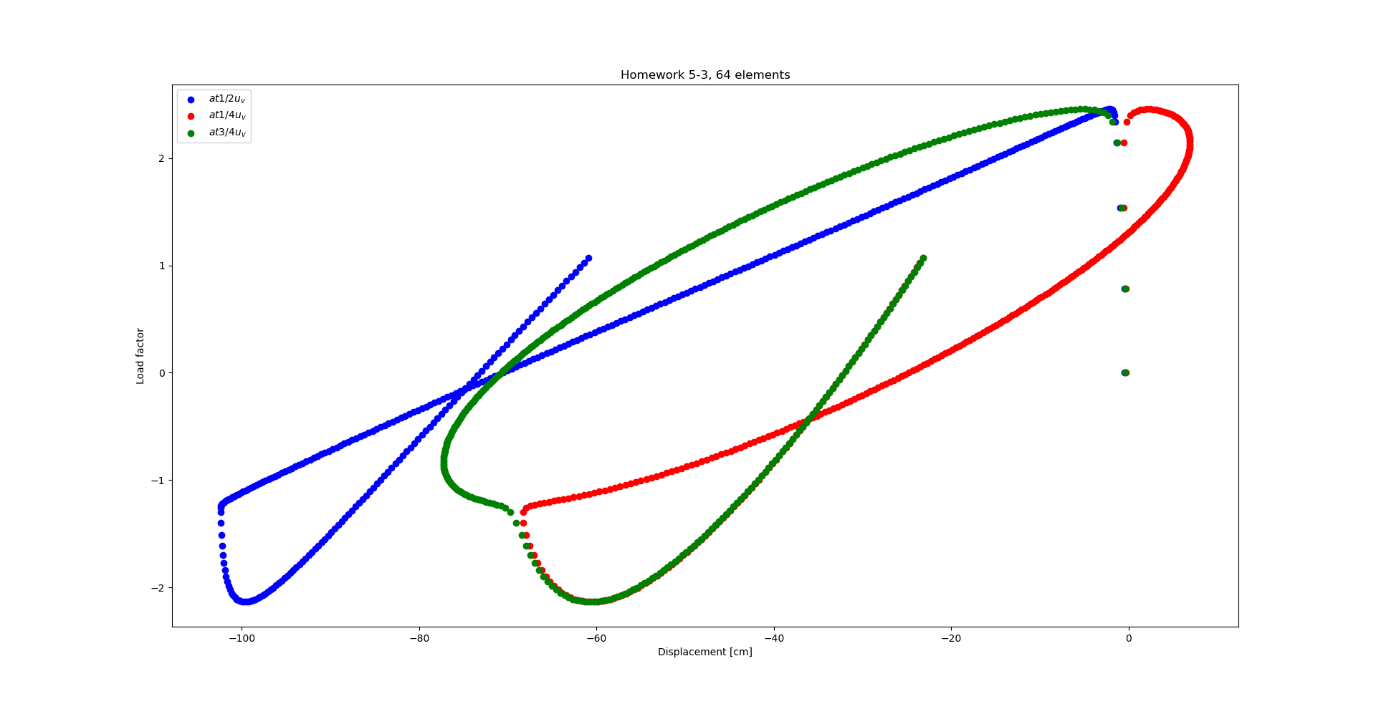 Homework 5-3, 64 elements
at1/2u_v
at1/4u_v
at3/4u_v
Load factor
2
1
0
−1
−2
−100
−80
−60
−40
−20
0
Displacement [cm]